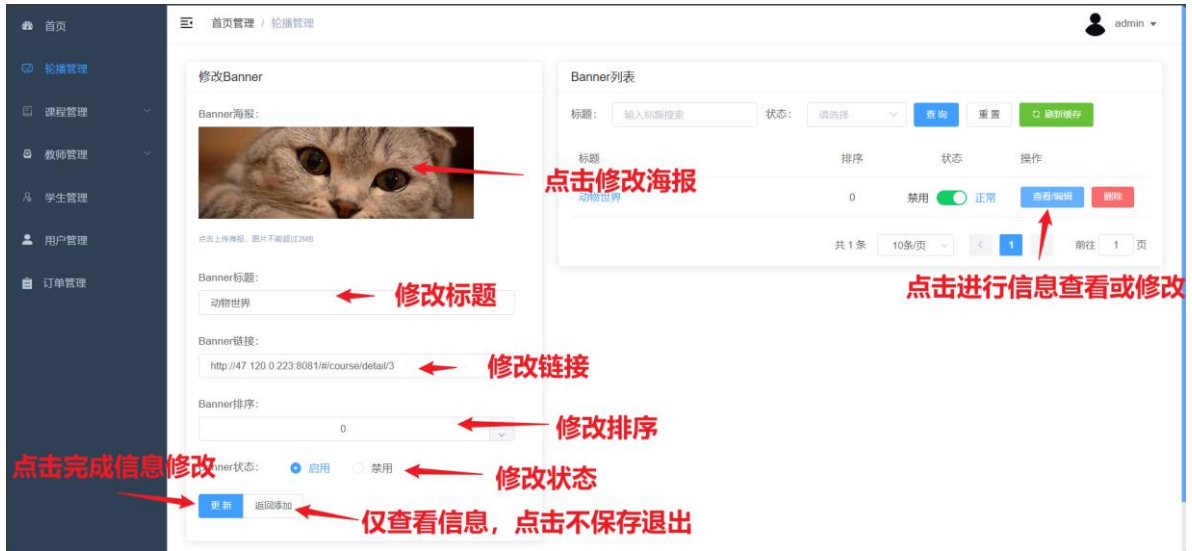 首页
首页管理 / 轮播管理
admin
轮播管理
课程管理
教师管理
学生管理
用户管理
订单管理
修改Banner
Banner海报:
点击修改海报
点击上传海报，图片不能超过2MB
Banner标题:
动物世界
修改标题
Banner链接:
http://47.120.0.223:8081/#/course/detail/3
修改链接
Banner排序:
0
修改排序
Banner状态:
启用
禁用
修改状态
点击完成信息修改
更新
返回添加
仅查看信息，点击不保存退出
Banner列表
标题:
输入标题搜索
状态:
请选择
查询
重置
刷新缓存
标题 排序 状态 操作
动物世界 0 禁用 正常 查看/编辑 删除
共 1 条 10条/页 < 1 前往 1 页
点击进行信息查看或修改